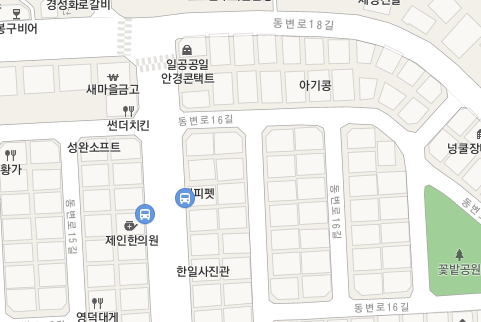 경성화로갈비
봉구비어
동변로18길
일공공일
안경콘택트
새마을금고
아기콩
썬더치킨
동변로16길
성완소프트
넝쿨장미
황가
피펫
동변로15길
동변로16길
제인한의원
한일사진관
꽃밭공원
영덕대게
동변로16길